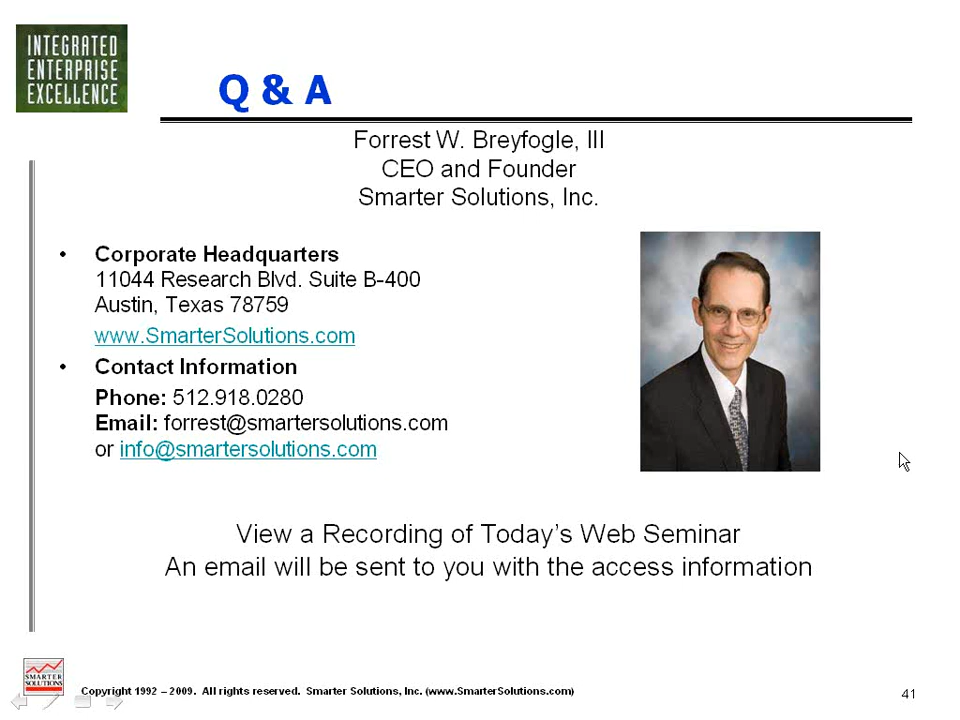 INTEGRATED
ENTERPRISE
EXCELLENCE
Q & A
Forrest W. Breyfogle, III
CEO and Founder
Smarter Solutions, Inc.
• Corporate Headquarters
11044 Research Blvd. Suite B-400
Austin, Texas 78759
www.SmarterSolutions.com
• Contact Information
Phone: 512.918.0280
Email: forrest@smartersolutions.com
or info@smartersolutions.com
View a Recording of Today's Web Seminar
An email will be sent to you with the access information
SMARTER
SOLUTIONS
Copyright 1992 – 2009. All rights reserved. Smarter Solutions, Inc. (www.SmarterSolutions.com)
41